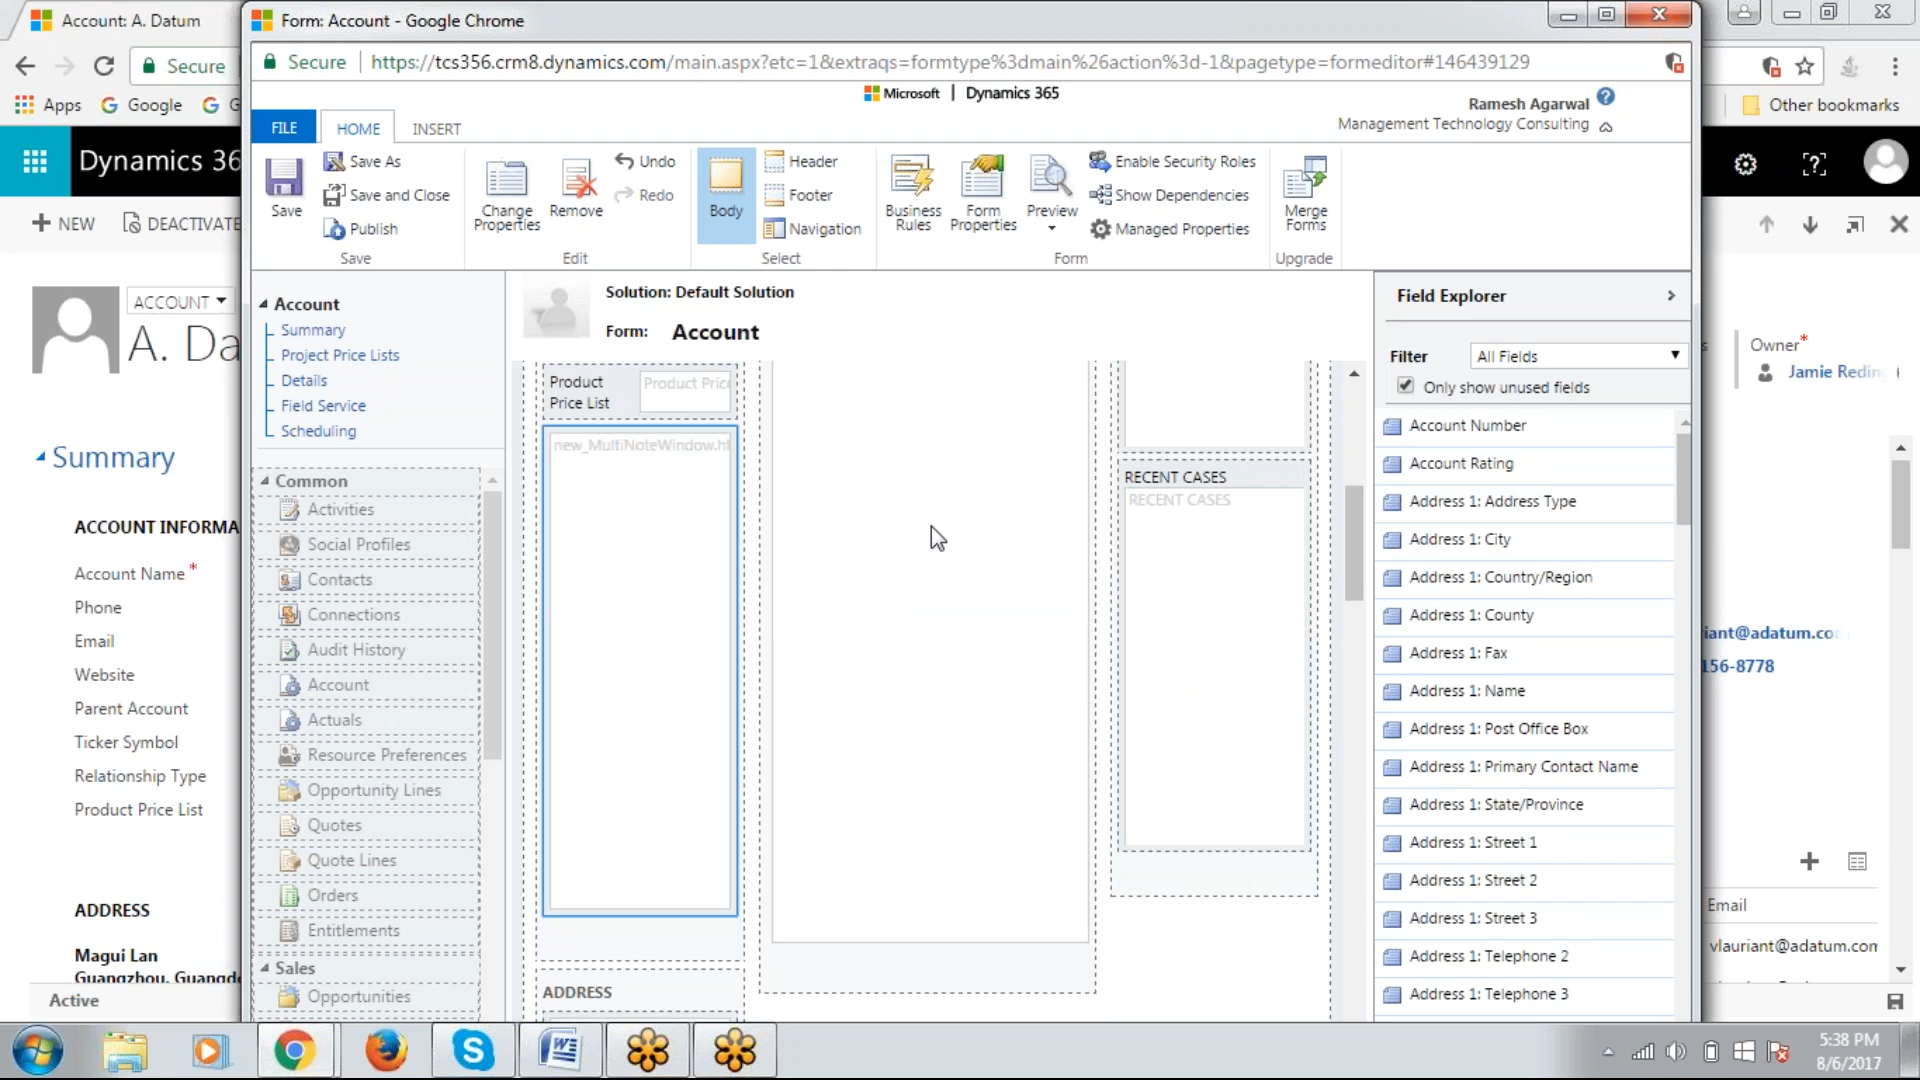 Account: A. Datum
Form: Account - Google Chrome
Secure
Secure
https://tcs356.crm8.dynamics.com/main.aspx?etc=1&extraqs=formtype%3dmain%26action%3d-1&pagetype=formeditor#146439129
Apps
Google
G
Other bookmarks
Microsoft | Dynamics 365
Ramesh Agarwal
Management Technology Consulting
FILE
HOME
INSERT
Dynamics 36
NEW
DEACTIVATE
Save
Save As
Save and Close
Publish
Save
Change Properties
Remove
Undo
Redo
Edit
Body
Header
Footer
Navigation
Select
Business Rules
Form Properties
Preview
Enable Security Roles
Show Dependencies
Managed Properties
Form
Merge Forms
Upgrade
ACCOUNT
A. Da
Summary
ACCOUNT INFORMA
Account Name *
Phone
Email
Website
Parent Account
Ticker Symbol
Relationship Type
Product Price List
ADDRESS
Magui Lan
Guangzhou, Guangd
Active
Account
Summary
Project Price Lists
Details
Field Service
Scheduling
Common
Activities
Social Profiles
Contacts
Connections
Audit History
Account
Actuals
Resource Preferences
Opportunity Lines
Quotes
Quote Lines
Orders
Entitlements
Sales
Opportunities
Solution: Default Solution
Form: Account
Product
Price List
Product Pric
new_MultiNoteWindow.ht
ADDRESS
RECENT CASES
RECENT CASES
Field Explorer
Filter
All Fields
Only show unused fields
Account Number
Account Rating
Address 1: Address Type
Address 1: City
Address 1: Country/Region
Address 1: County
Address 1: Fax
Address 1: Name
Address 1: Post Office Box
Address 1: Primary Contact Name
Address 1: State/Province
Address 1: Street 1
Address 1: Street 2
Address 1: Street 3
Address 1: Telephone 2
Address 1: Telephone 3
Owner*
Jamie Redin
iant@adatum.co
156-8778
Email
vlauriant@adatum.com
5:38 PM
8/6/2017